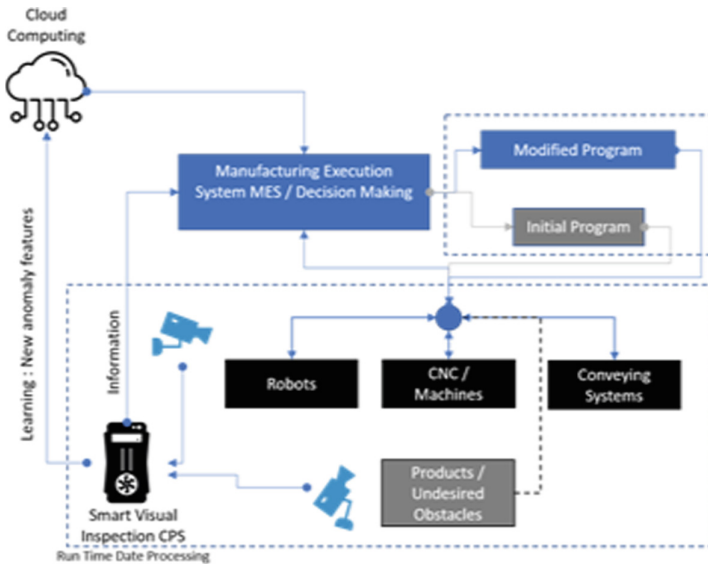 Cloud
Computing
Manufacturing Execution
System MES / Decision Making
Modified Program
Initial Program
Learning : New anomaly features
Information
Robots
CNC /
Machines
Conveying
Systems
Products /
Undesired
Obstacles
Smart Visual
Inspection CPS
Run Time Date Processing